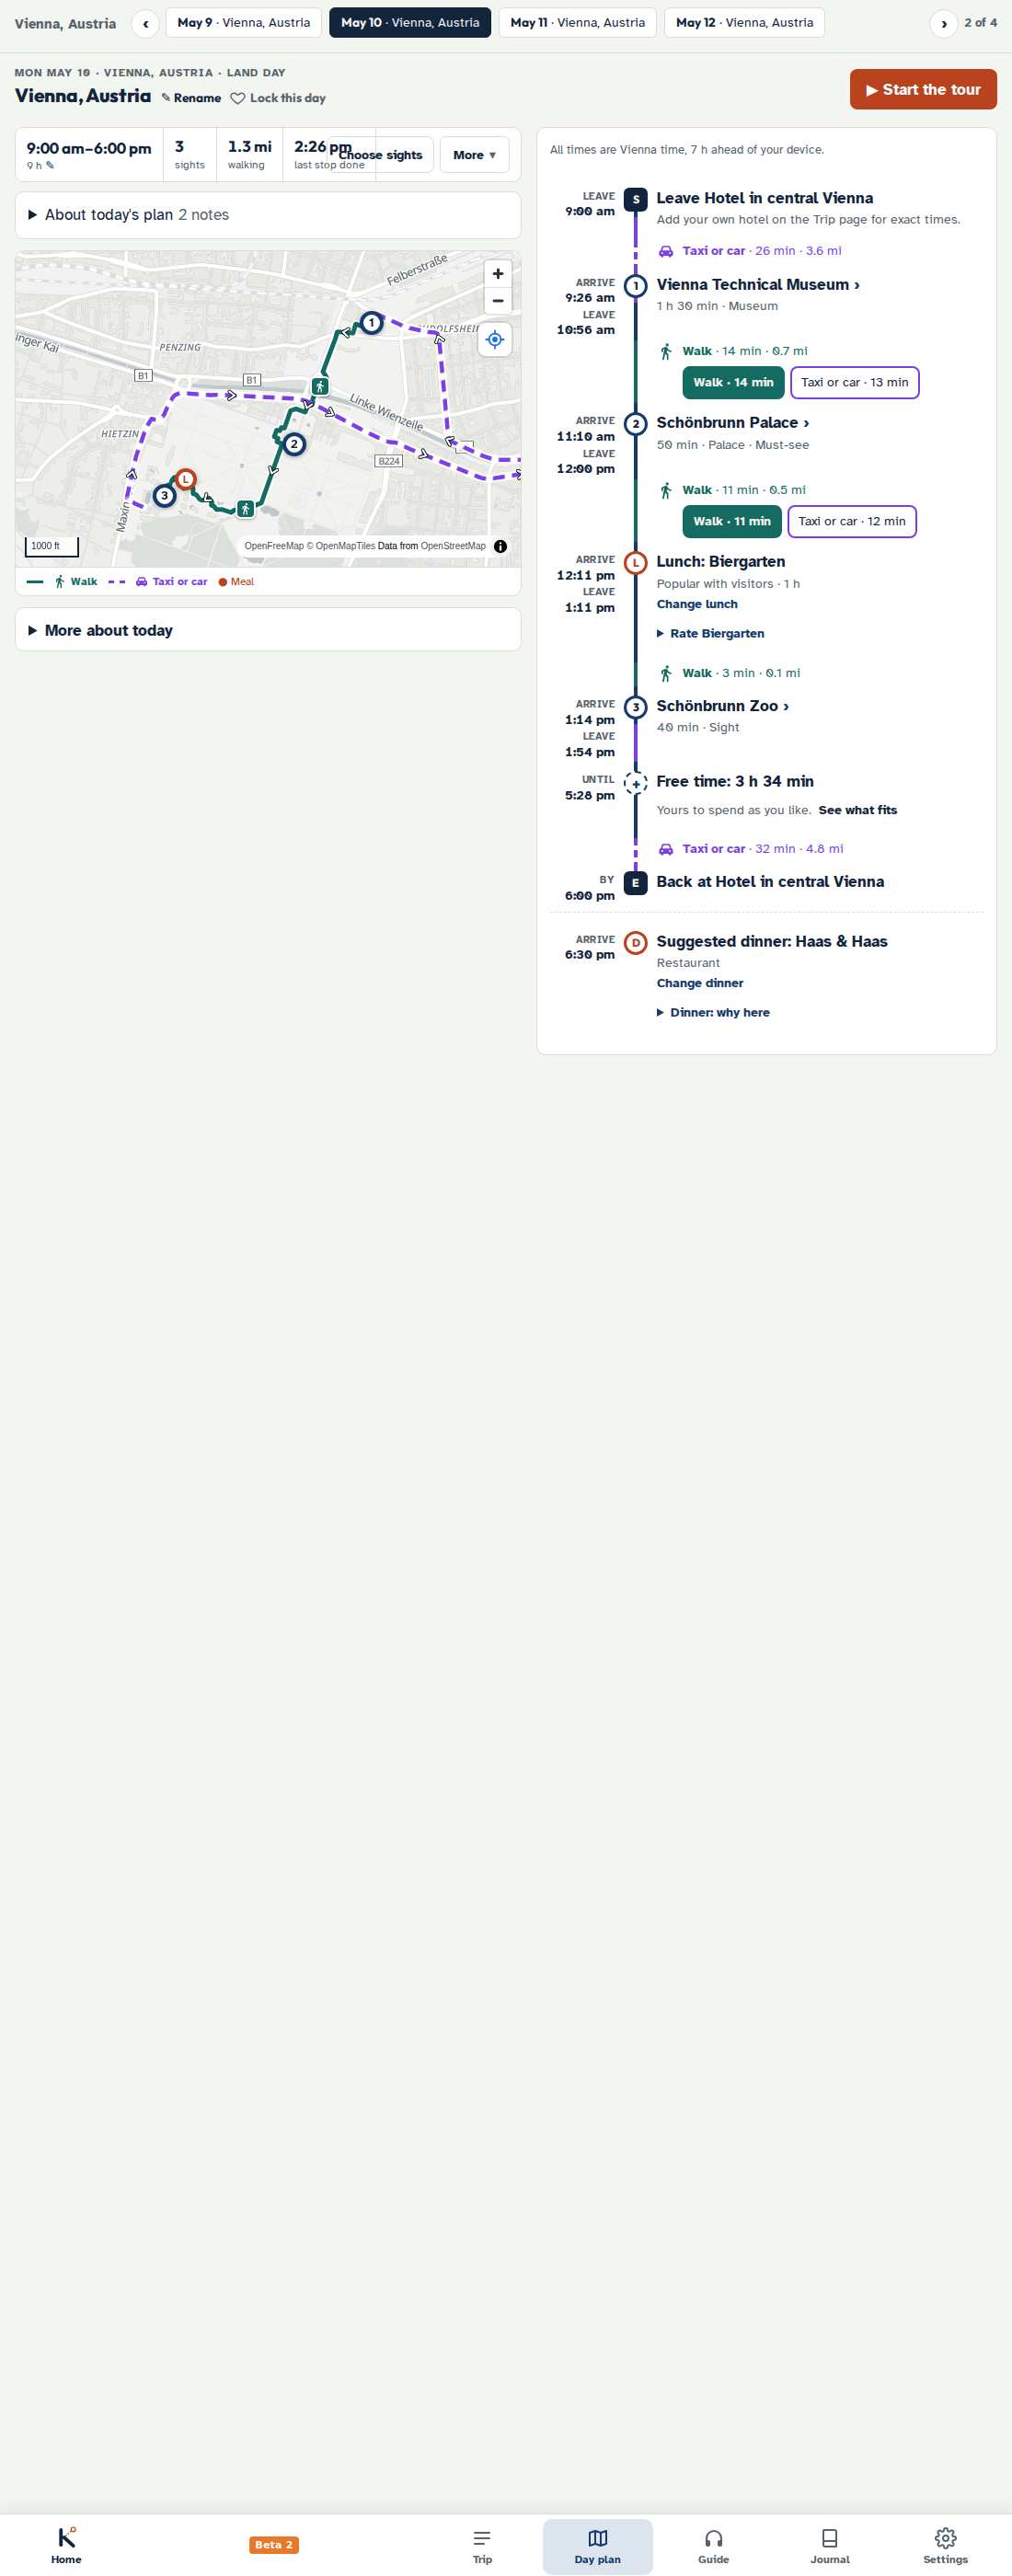 Vienna, Austria
‹
May 9 · Vienna, Austria
May 10 · Vienna, Austria
May 11 · Vienna, Austria
May 12 · Vienna, Austria
›
2 of 4
MON MAY 10 · VIENNA, AUSTRIA · LAND DAY
Vienna, Austria ✎ Rename Lock this day
▶ Start the tour
9:00 am–6:00 pm
9 h ✎
3
sights
1.3 mi
walking
2:26 pm
last stop done
Choose sights
More ▾
▶ About today's plan 2 notes
Felberstraße
PENZING
B1
B1
Linke Wienzeile
HIETZING
B224
1
2
3
L
+
−
1000 ft
OpenFreeMap © OpenMapTiles Data from OpenStreetMap
Walk
Taxi or car
Meal
▶ More about today
All times are Vienna time, 7 h ahead of your device.
LEAVE
9:00 am
S
Leave Hotel in central Vienna
Add your own hotel on the Trip page for exact times.
Taxi or car · 26 min · 3.6 mi
ARRIVE
9:26 am
LEAVE
10:56 am
1
Vienna Technical Museum ›
1 h 30 min · Museum
Walk · 14 min · 0.7 mi
Walk · 14 min
Taxi or car · 13 min
ARRIVE
11:10 am
LEAVE
12:00 pm
2
Schönbrunn Palace ›
50 min · Palace · Must-see
Walk · 11 min · 0.5 mi
Walk · 11 min
Taxi or car · 12 min
ARRIVE
12:11 pm
LEAVE
1:11 pm
L
Lunch: Biergarten
Popular with visitors · 1 h
Change lunch
▶ Rate Biergarten
Walk · 3 min · 0.1 mi
ARRIVE
1:14 pm
LEAVE
1:54 pm
3
Schönbrunn Zoo ›
40 min · Sight
UNTIL
5:28 pm
+
Free time: 3 h 34 min
Yours to spend as you like. See what fits
Taxi or car · 32 min · 4.8 mi
BY
6:00 pm
E
Back at Hotel in central Vienna
ARRIVE
6:30 pm
D
Suggested dinner: Haas & Haas
Restaurant
Change dinner
▶ Dinner: why here
Home
Beta 2
Trip
Day plan
Guide
Journal
Settings